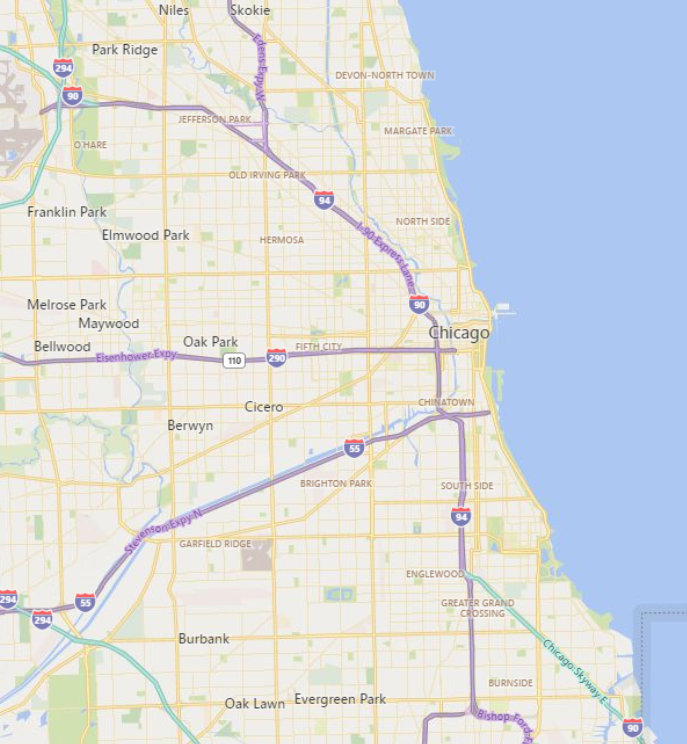 Niles
Skokie
Edens Expy W
Park Ridge
294
DEVON-NORTH TOWN
90
JEFFERSON PARK
MARGATE PARK
O HARE
OLD IRVING PARK
94
Franklin Park
NORTH SIDE
Elmwood Park
HERMOSA
I-90 Express Lane
Melrose Park
90
Maywood
Chicago
Bellwood
Oak Park
FIFTH CITY
Eisenhower Expy
110
290
Cicero
CHINATOWN
Berwyn
55
BRIGHTON PARK
SOUTH SIDE
Stevenson Expy N
94
GARFIELD RIDGE
ENGLEWOOD
294
55
GREATER GRAND
CROSSING
294
Burbank
Chicago Skyway E
BURNSIDE
Oak Lawn
Evergreen Park
Bishop Ford
90